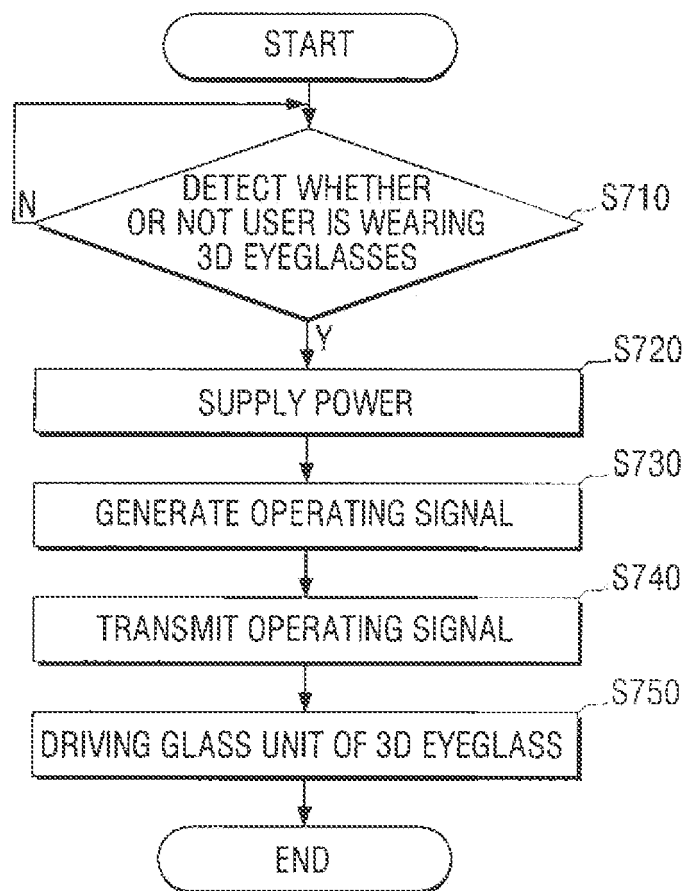 START
DETECT WHETHER
OR NOT USER IS WEARING
3D EYEGLASSES
S710
N
Y
S720
SUPPLY POWER
S730
GENERATE OPERATING SIGNAL
S740
TRANSMIT OPERATING SIGNAL
S750
DRIVING GLASS UNIT OF 3D EYEGLASS
END